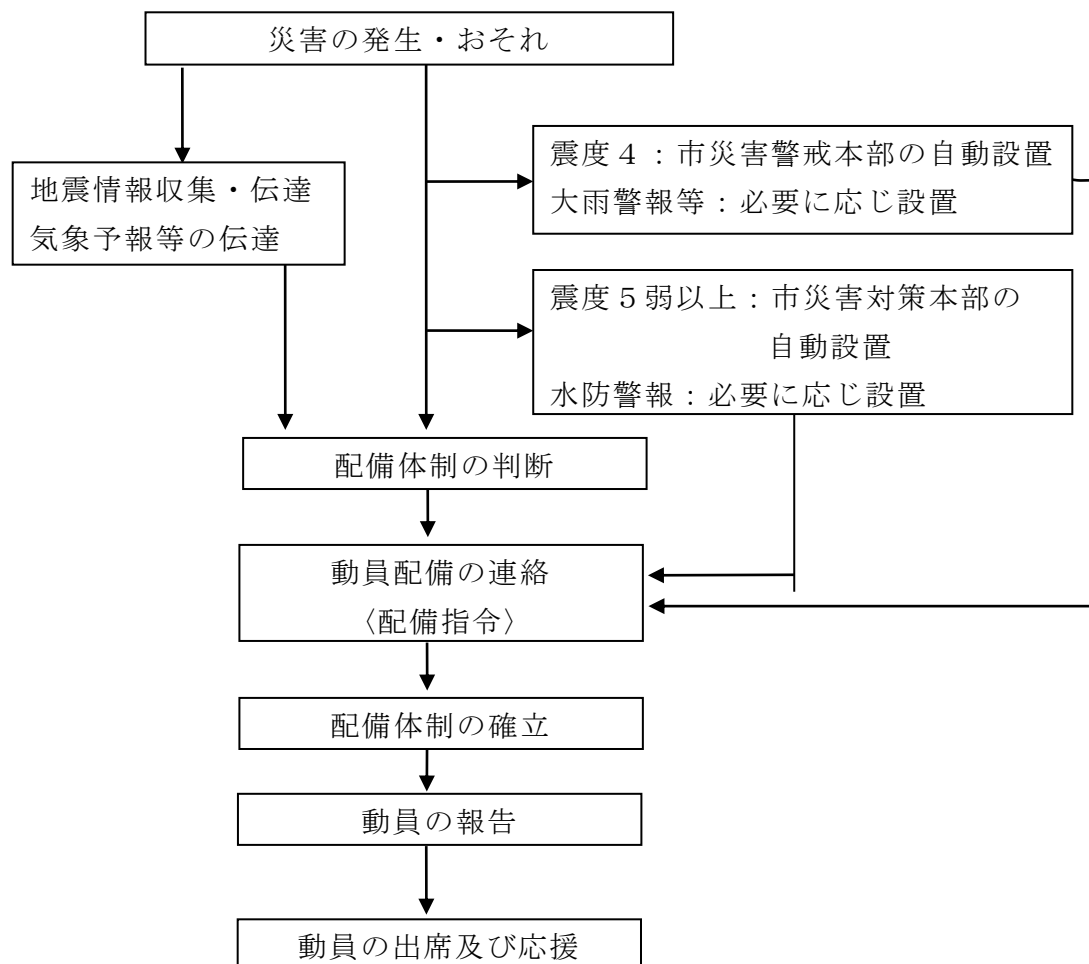 災害の発生・おそれ
地震情報収集・伝達
気象予報等の伝達
震度４：市災害警戒本部の自動設置
大雨警報等：必要に応じ設置
震度５弱以上：市災害対策本部の
自動設置
水防警報：必要に応じ設置
配備体制の判断
動員配備の連絡
〈配備指令〉
配備体制の確立
動員の報告
動員の出席及び応援